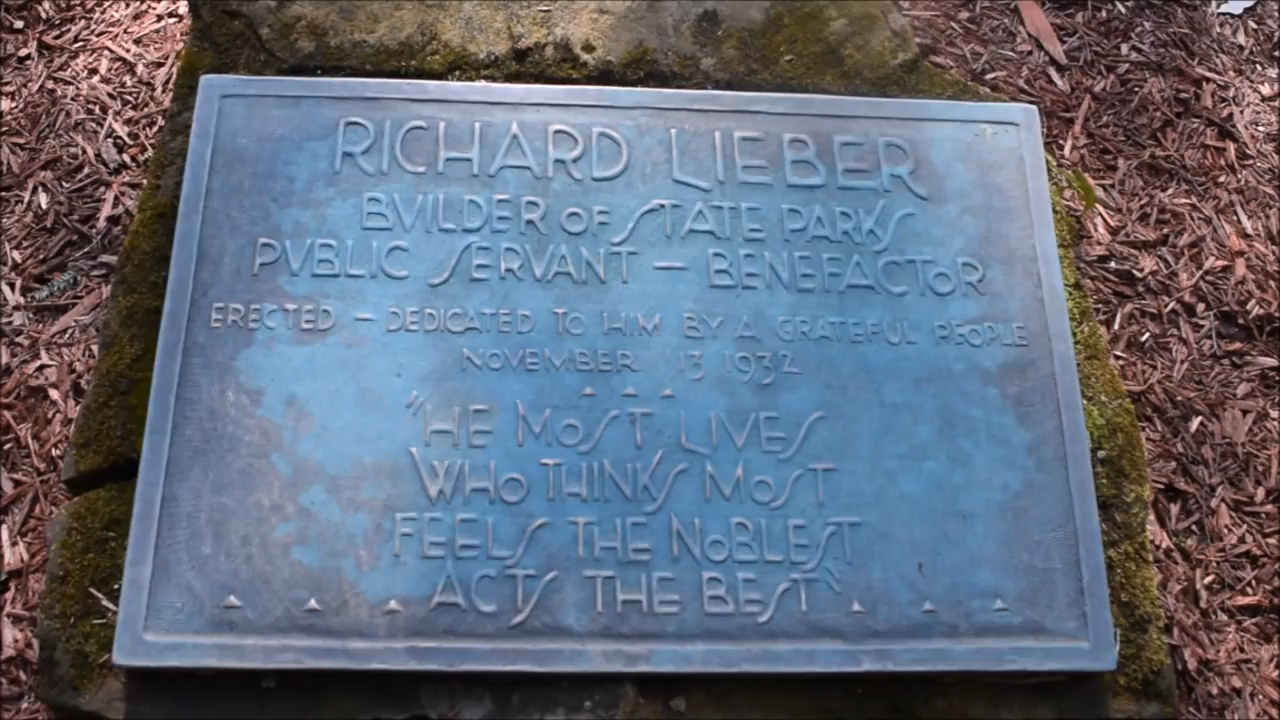 RICHARD LIEBER
BVILDER OF STATE PARKS
PVBLIC SERVANT — BENEFACTOR
ERECTED — DEDICATED TO HIM BY A GRATEFUL PEOPLE
NOVEMBER 13 1932
"HE MOST LIVES
WHO THINKS MOST
FEELS THE NOBLEST
ACTS THE BEST"